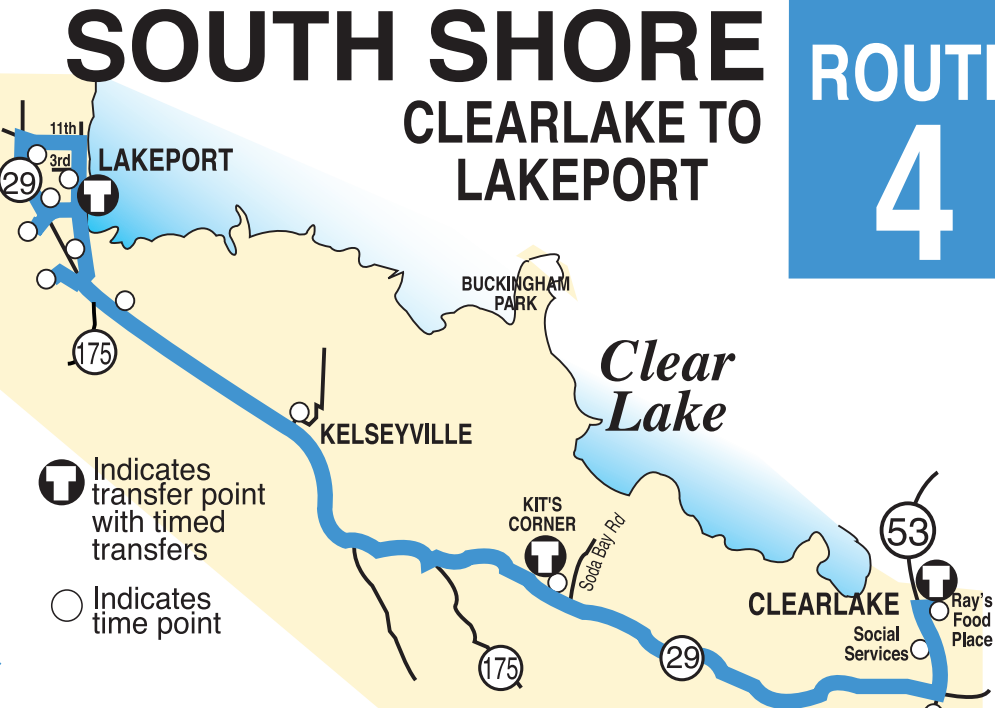 SOUTH SHORE
CLEARLAKE TO
LAKEPORT
ROUT
4
11th
3rd
LAKEPORT
29
175
BUCKINGHAM
PARK
Clear
Lake
KELSEYVILLE
Indicates
transfer point
with timed
transfers
Indicates
time point
KIT'S
CORNER
Soda Bay Rd
53
CLEARLAKE
Ray's
Food
Place
Social
Services
29
175
T
T
T
T